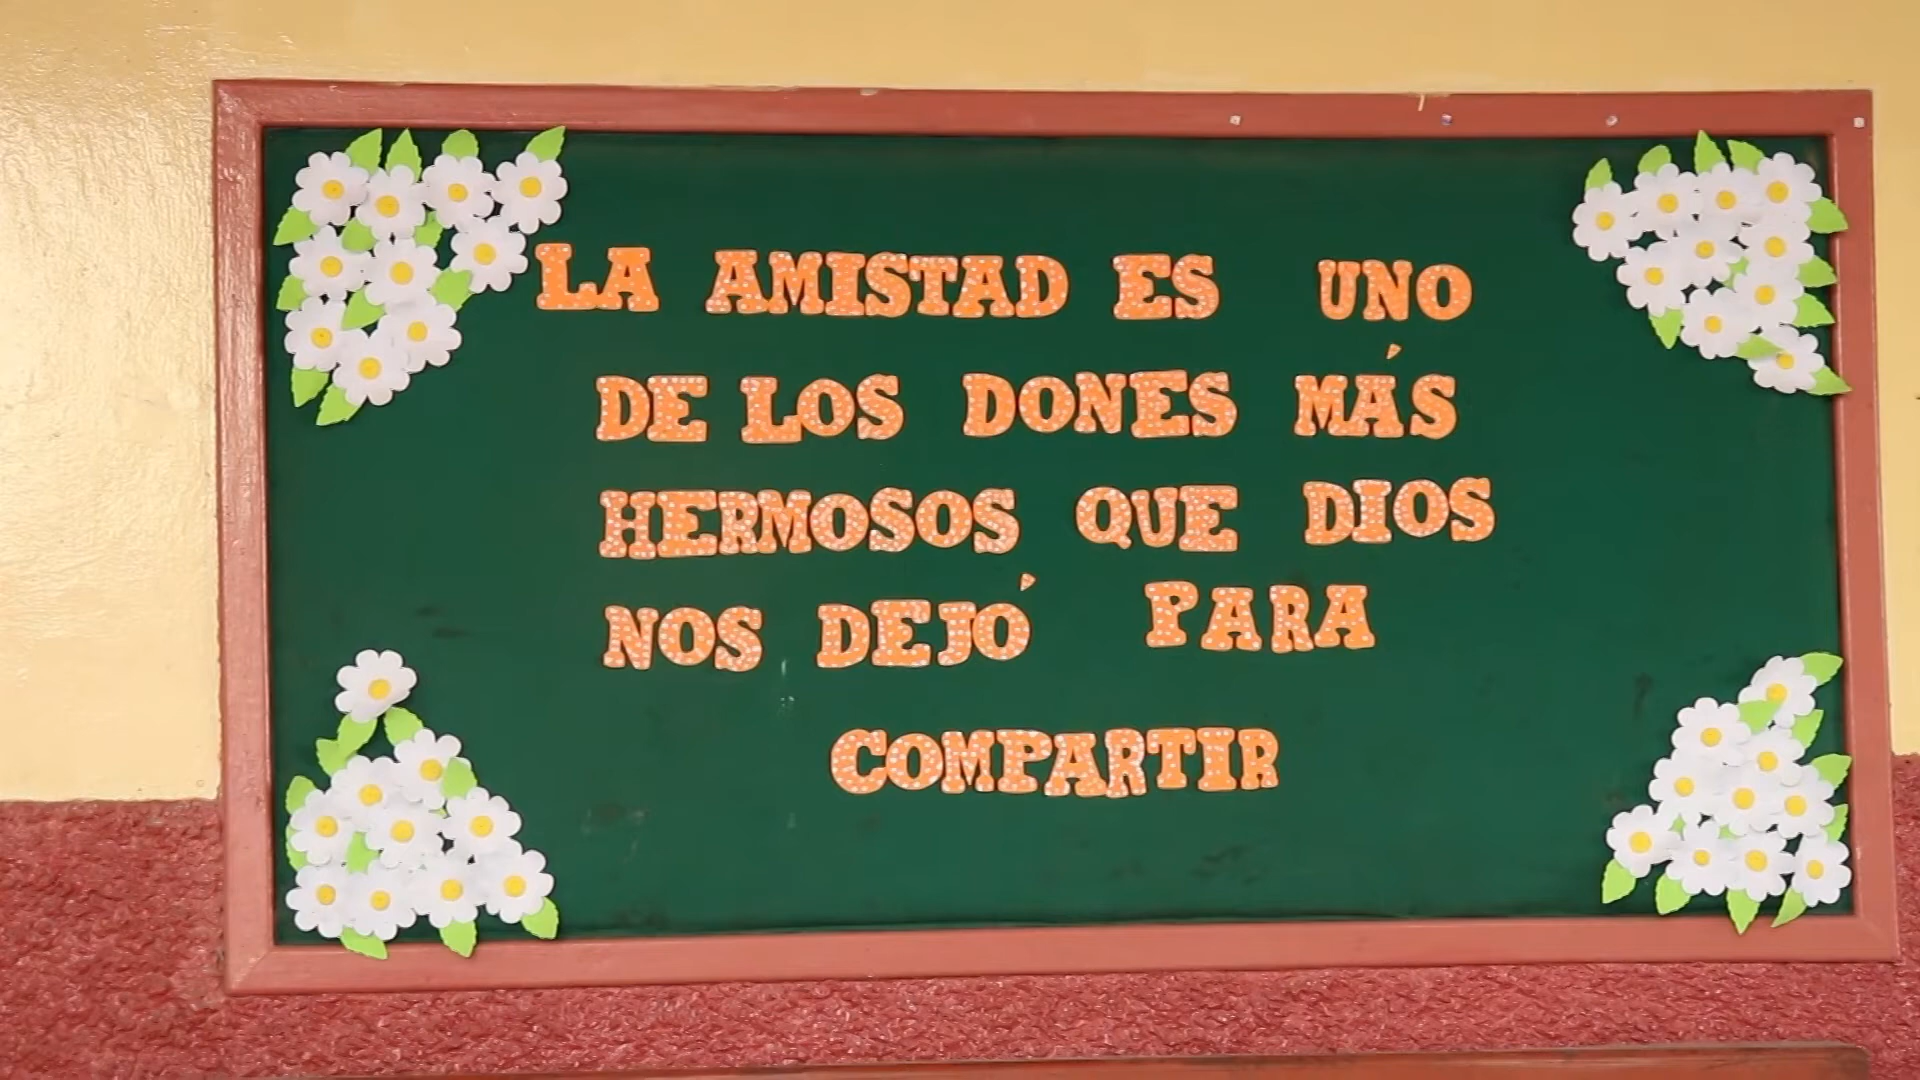 LA AMISTAD ES UNO
DE LOS DONES MÁS
HERMOSOS QUE DIOS
NOS DEJÓ PARA
COMPARTIR